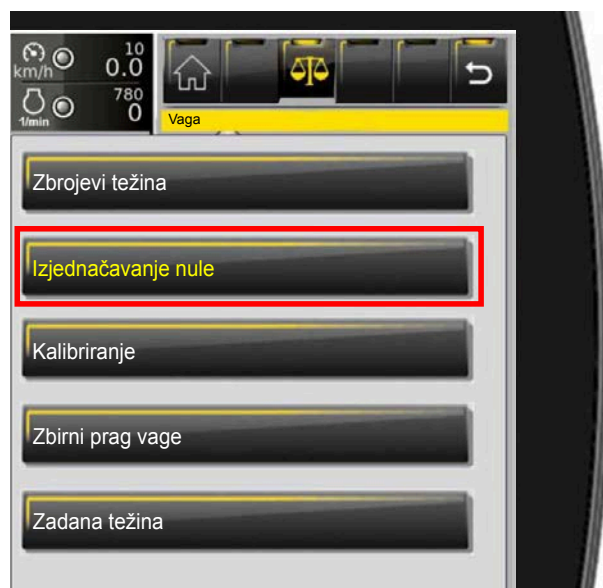 10
km/h 0.0
780
1/min 0
Vaga
Zbrojevi težina
Izjednačavanje nule
Kalibriranje
Zbirni prag vage
Zadana težina